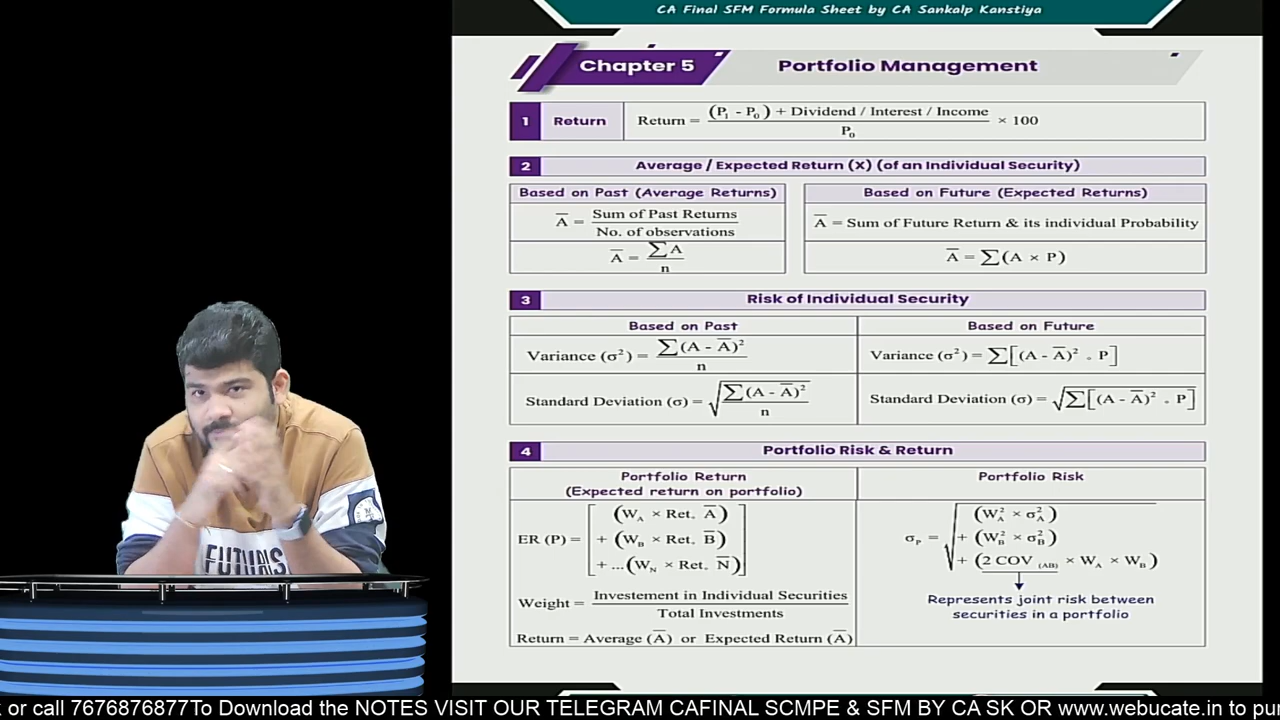 CA Final SFM Formula Sheet by CA Sankalp Kanstiya
Chapter 5 Portfolio Management
1 Return Return = (P₁ - P₀) + Dividend / Interest / Income / P₀ × 100
2 Average / Expected Return (X) (of an Individual Security)
Based on Past (Average Returns)
A̅ = Sum of Past Returns / No. of observations
A̅ = ∑A / n
Based on Future (Expected Returns)
A̅ = Sum of Future Return & its individual Probability
A̅ = ∑(A × P)
3 Risk of Individual Security
Based on Past
Variance (σ²) = ∑(A - A̅)² / n
Standard Deviation (σ) = √∑(A - A̅)² / n
Based on Future
Variance (σ²) = ∑[(A - A̅)² . P]
Standard Deviation (σ) = √∑[(A - A̅)² . P]
4 Portfolio Risk & Return
Portfolio Return
(Expected return on portfolio)
ER (P) = [(W_A × Ret. A̅)
+ (W_B × Ret. B̅)
+ ...(W_N × Ret. N̅)]
Weight = Investement in Individual Securities / Total Investments
Return = Average (A̅) or Expected Return (A̅)
Portfolio Risk
σ_P = √(W_A² × σ_A²)
+ (W_B² × σ_B²)
+ (2 COV (AB) × W_A × W_B)
Represents joint risk between
securities in a portfolio
FUTURIS
or call 7676876877To Download the NOTES VISIT OUR TELEGRAM CAFINAL SCMPE & SFM BY CA SK OR www.webucate.in to pur